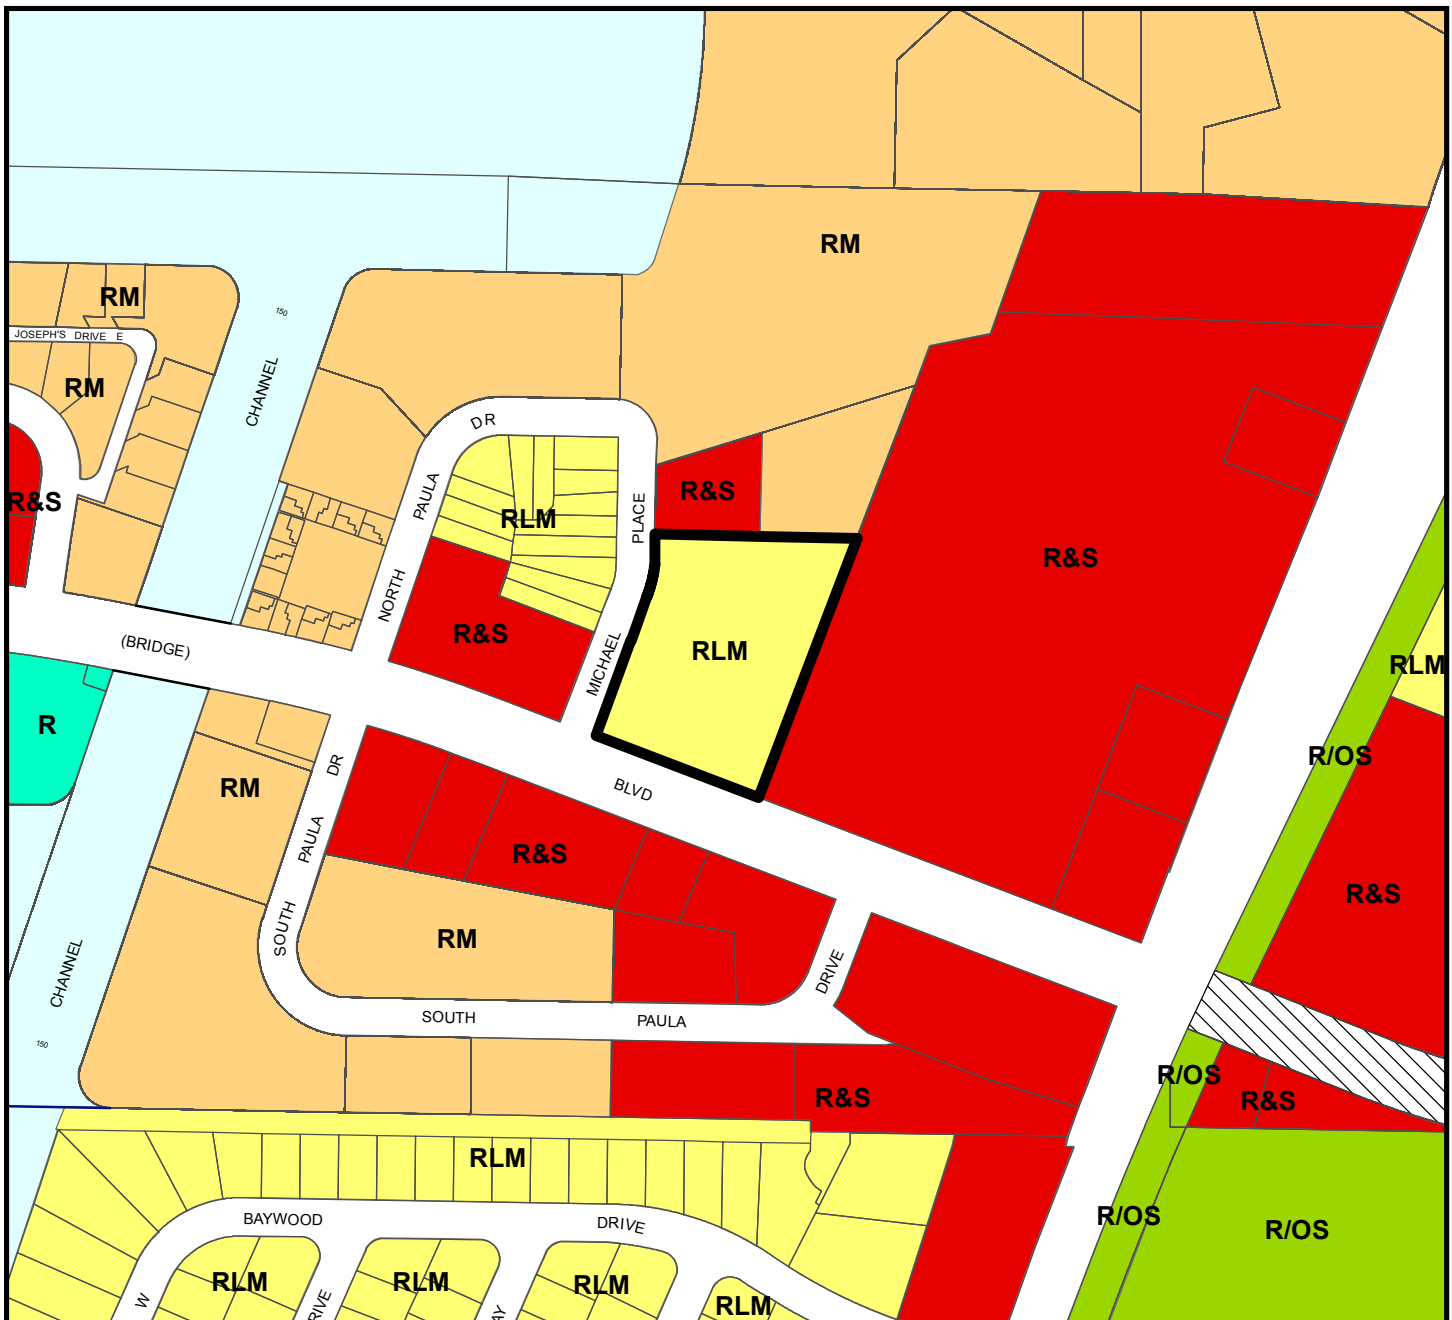 RM
RM
150
JOSEPH'S DRIVE E
CHANNEL
RM
DR
PAULA
R&S
R&S
PLACE
RLM
R&S
NORTH
R&S
(BRIDGE)
MICHAEL
RLM
RLM
R
R/OS
DR
RM
BLVD
PAULA
R&S
R&S
SOUTH
RM
CHANNEL
DRIVE
SOUTH
PAULA
150
R/OS
R&S
R&S
RLM
BAYWOOD
DRIVE
R/OS
R/OS
RLM
RLM
RLM
RLM
W
RIVE
AY